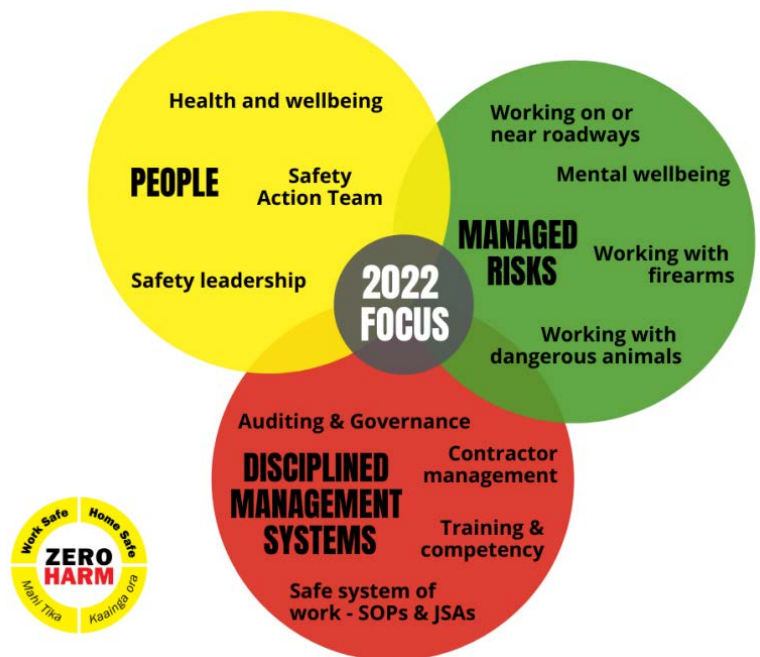 Health and wellbeing
PEOPLE
Safety
Action Team
Safety leadership
Working on or
near roadways
Mental wellbeing
MANAGED
RISKS
Working with
firearms
Working with
dangerous animals
2022
FOCUS
Auditing & Governance
DISCIPLINED
MANAGEMENT
SYSTEMS
Contractor
management
Training &
competency
Safe system of
work - SOPs & JSAs
Work Safe
Home Safe
ZERO
HARM
Mahi Tika
Kaainga ora